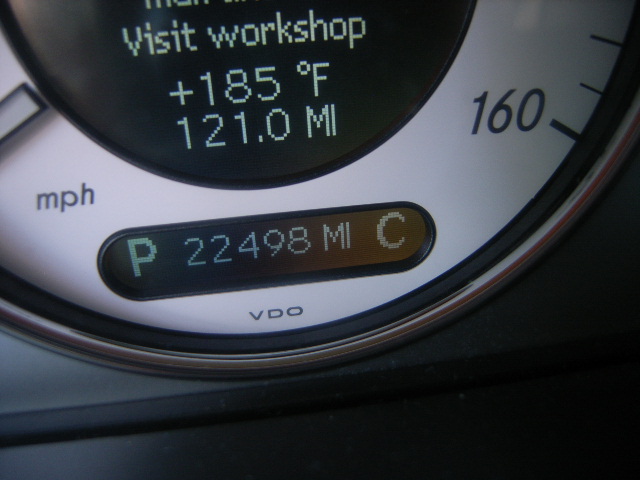 Visit workshop
+185 °F
121.0 MI
160
mph
P 22498 MI C
VDO